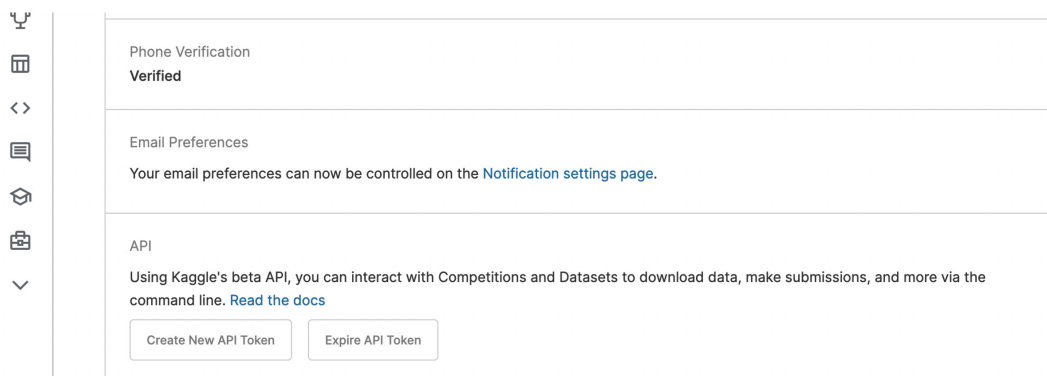 Phone Verification
Verified
Email Preferences
Your email preferences can now be controlled on the Notification settings page.
API
Using Kaggle's beta API, you can interact with Competitions and Datasets to download data, make submissions, and more via the
command line. Read the docs
Create New API Token
Expire API Token